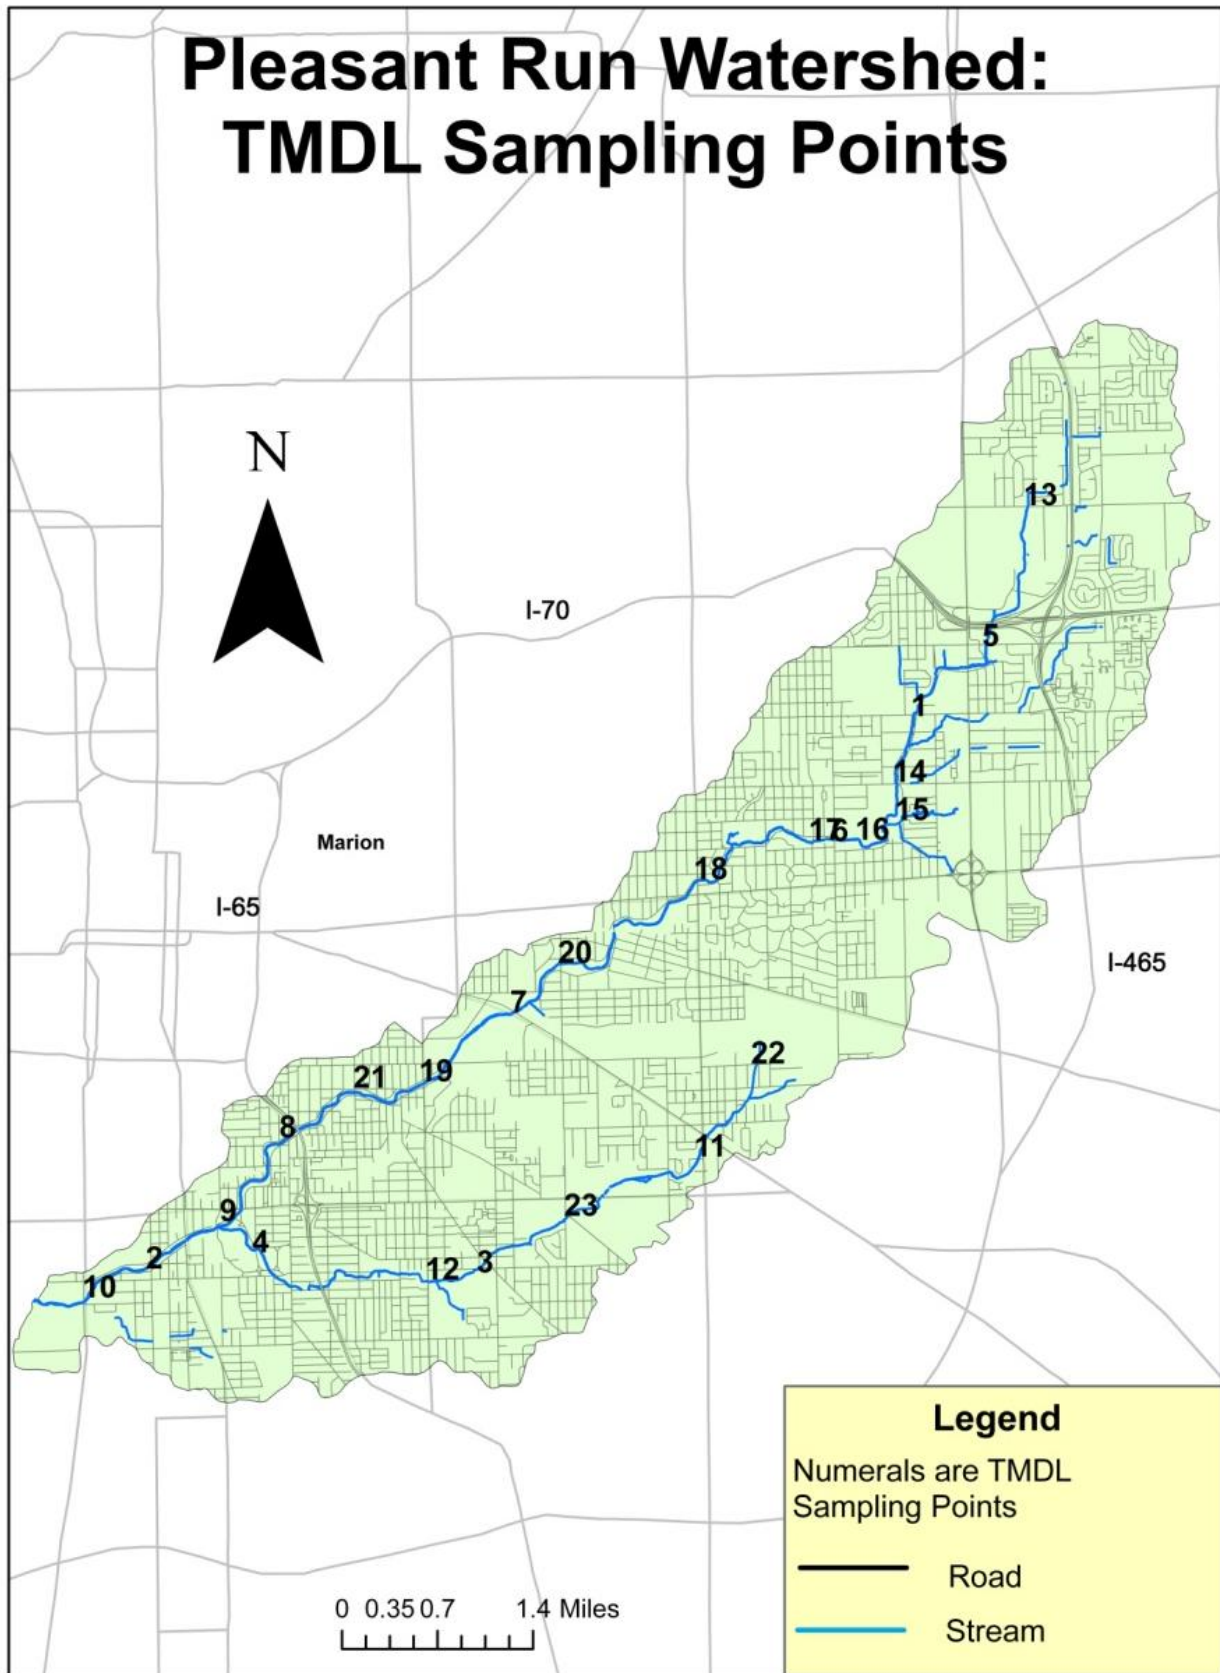 Pleasant Run Watershed:
TMDL Sampling Points
N
13
I-70
5
1
14
15
17
6
16
Marion
18
I-65
20
I-465
7
22
21
19
8
11
9
23
4
2
12
3
10
Legend
Numerals are TMDL
Sampling Points
Road
Stream
0 0.35 0.7 1.4 Miles